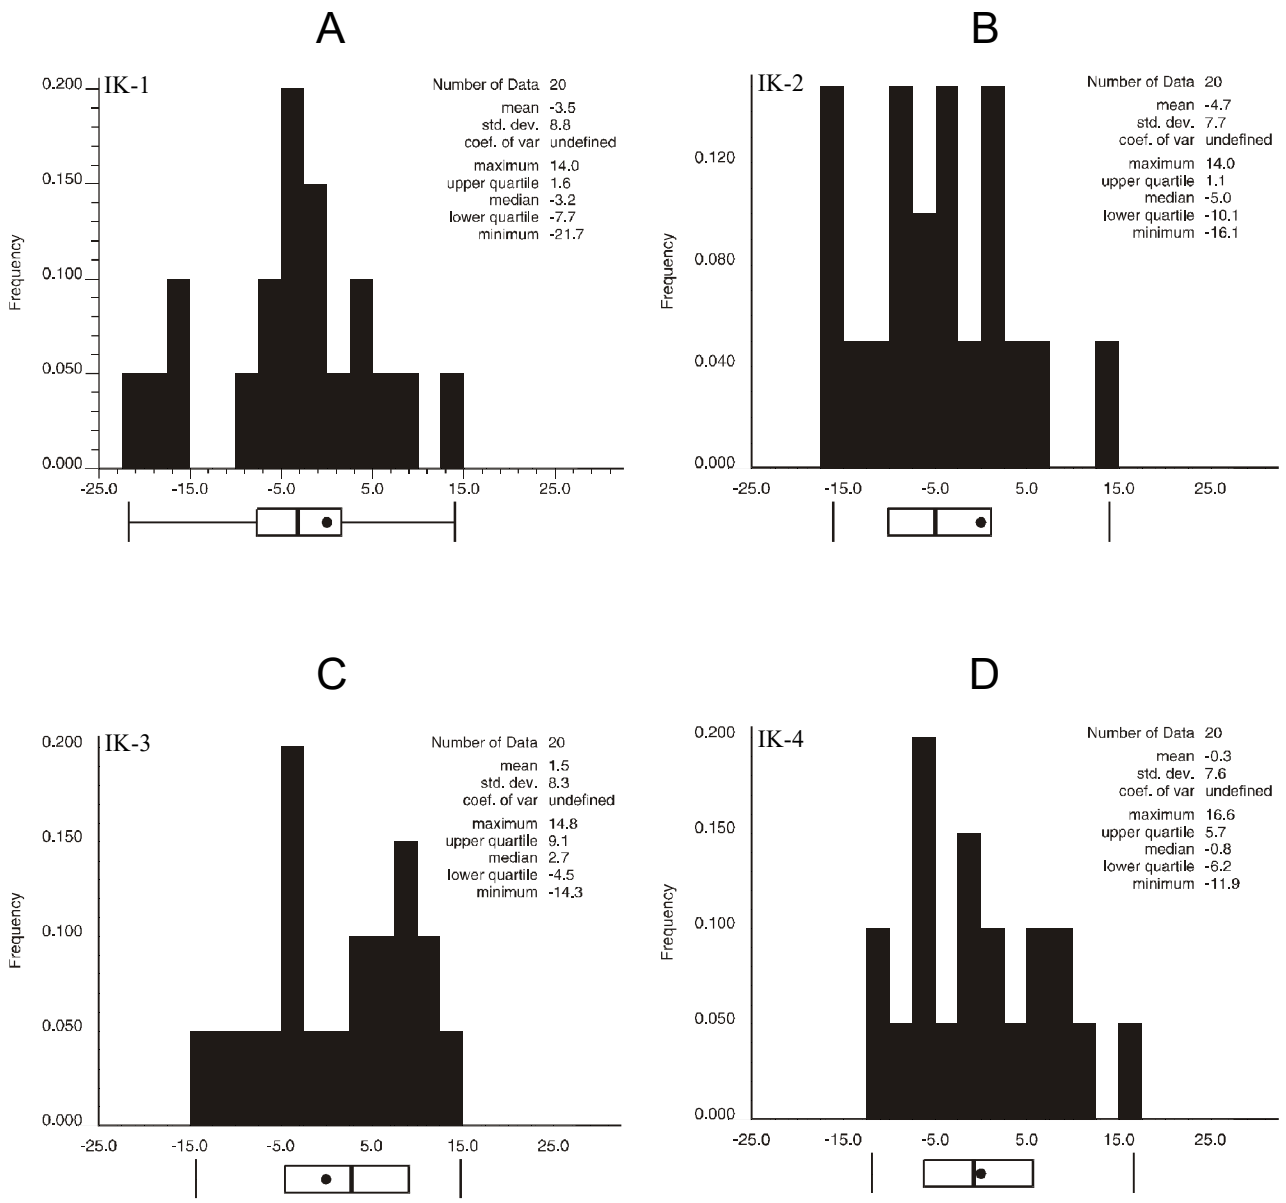 A
IK-1
Number of Data 20
mean -3.5
std. dev. 8.8
coef. of var undefined
maximum 14.0
upper quartile 1.6
median -3.2
lower quartile -7.7
minimum -21.7
Frequency
0.200
0.150
0.100
0.050
0.000
-25.0 -15.0 -5.0 5.0 15.0 25.0
B
IK-2
Number of Data 20
mean -4.7
std. dev. 7.7
coef. of var undefined
maximum 14.0
upper quartile 1.1
median -5.0
lower quartile -10.1
minimum -16.1
Frequency
0.120
0.080
0.040
0.000
-25.0 -15.0 -5.0 5.0 15.0 25.0
C
IK-3
Number of Data 20
mean 1.5
std. dev. 8.3
coef. of var undefined
maximum 14.8
upper quartile 9.1
median 2.7
lower quartile -4.5
minimum -14.3
Frequency
0.200
0.150
0.100
0.050
0.000
-25.0 -15.0 -5.0 5.0 15.0 25.0
D
IK-4
Number of Data 20
mean -0.3
std. dev. 7.6
coef. of var undefined
maximum 16.6
upper quartile 5.7
median -0.8
lower quartile -6.2
minimum -11.9
Frequency
0.200
0.150
0.100
0.050
0.000
-25.0 -15.0 -5.0 5.0 15.0 25.0